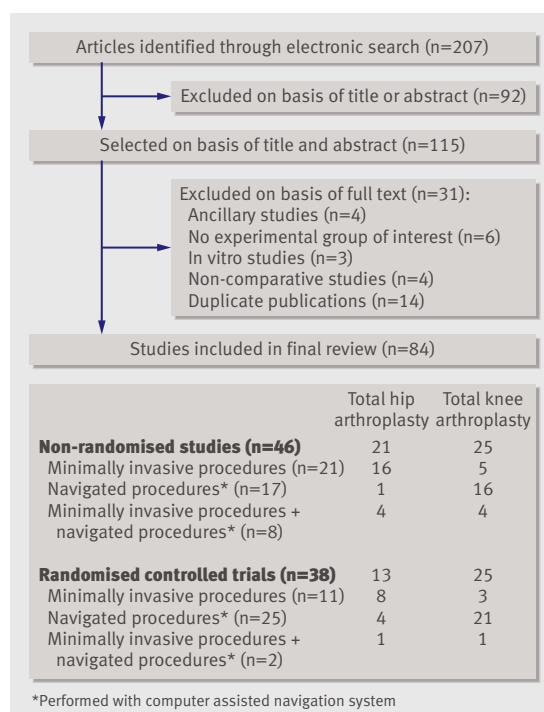 Articles identified through electronic search (n=207)
Excluded on basis of title or abstract (n=92)
Selected on basis of title and abstract (n=115)
Excluded on basis of full text (n=31):
Ancillary studies (n=4)
No experimental group of interest (n=6)
In vitro studies (n=3)
Non-comparative studies (n=4)
Duplicate publications (n=14)
Studies included in final review (n=84)
Total hip Total knee
arthroplasty arthroplasty
Non-randomised studies (n=46) 21 25
Minimally invasive procedures (n=21) 16 5
Navigated procedures* (n=17) 1 16
Minimally invasive procedures + 4 4
navigated procedures* (n=8)
Randomised controlled trials (n=38) 13 25
Minimally invasive procedures (n=11) 8 3
Navigated procedures* (n=25) 4 21
Minimally invasive procedures + 1 1
navigated procedures* (n=2)
*Performed with computer assisted navigation system